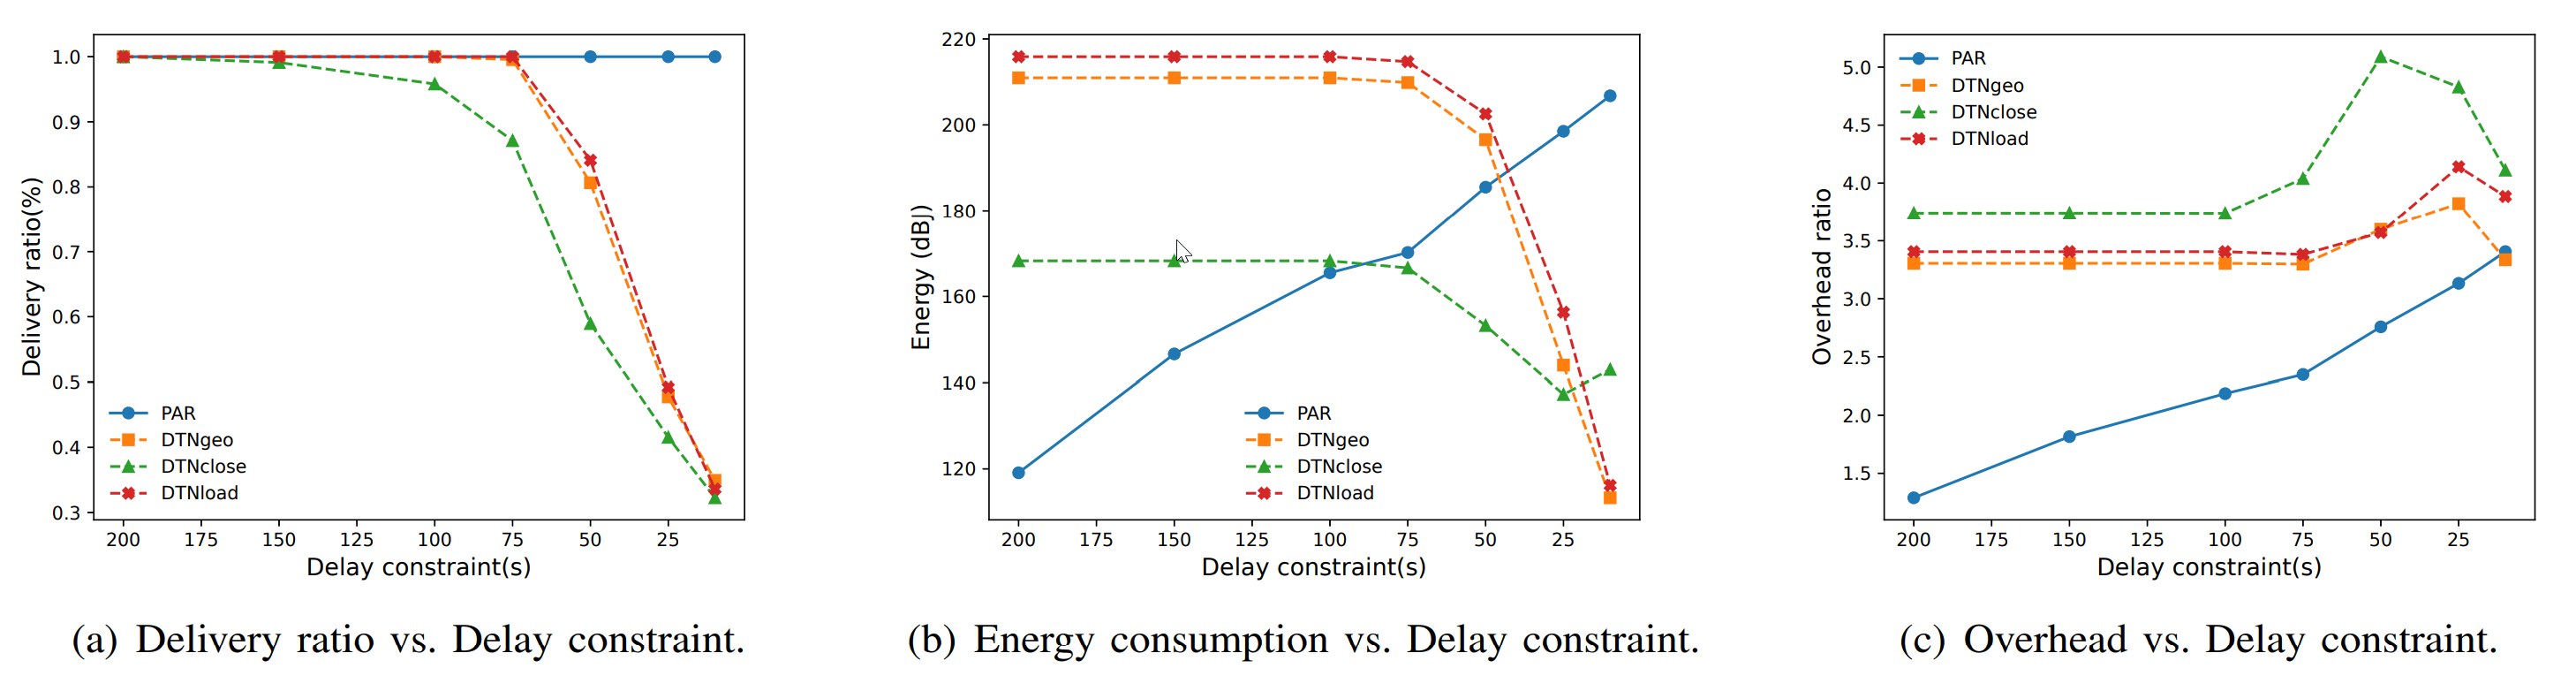 Delivery ratio(%)
1.0
0.9
0.8
0.7
0.6
0.5
0.4
0.3
PAR
DTNgeo
DTNclose
DTNload
200 175 150 125 100 75 50 25
Delay constraint(s)
(a) Delivery ratio vs. Delay constraint.
Energy (dBJ)
220
200
180
160
140
120
PAR
DTNgeo
DTNclose
DTNload
200 175 150 125 100 75 50 25
Delay constraint(s)
(b) Energy consumption vs. Delay constraint.
Overhead ratio
5.0
4.5
4.0
3.5
3.0
2.5
2.0
1.5
PAR
DTNgeo
DTNclose
DTNload
200 175 150 125 100 75 50 25
Delay constraint(s)
(c) Overhead vs. Delay constraint.